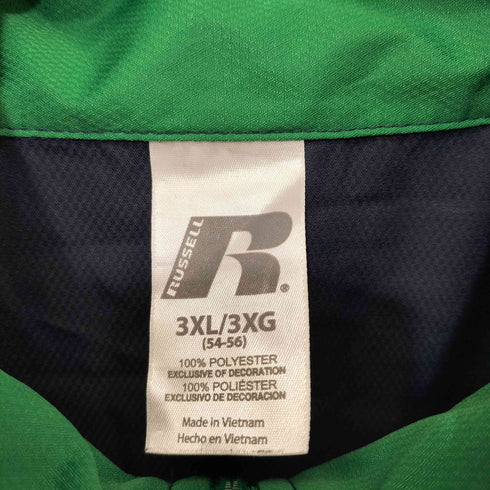 RUSSELL
R
®
3XL/3XG
(54-56)
100% POLYESTER
EXCLUSIVE OF DECORATION
100% POLIÉSTER
EXCLUSIVO DE DECORACIÓN
Made in Vietnam
Hecho en Vietnam